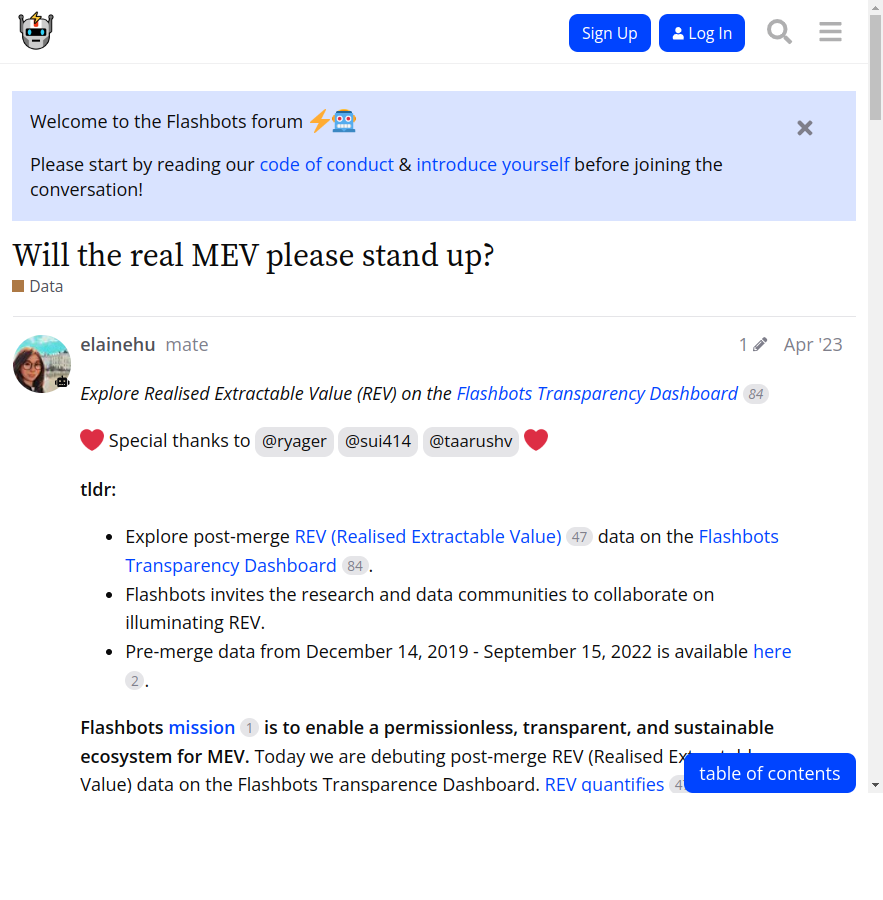 Sign Up
Log In
Welcome to the Flashbots forum
Please start by reading our code of conduct & introduce yourself before joining the
conversation!
Will the real MEV please stand up?
Data
elainehu mate 1 Apr '23
Explore Realised Extractable Value (REV) on the Flashbots Transparency Dashboard 84
Special thanks to @ryager @sui414 @taarushv
tldr:
Explore post-merge REV (Realised Extractable Value) 47 data on the Flashbots
Transparency Dashboard 84.
Flashbots invites the research and data communities to collaborate on
illuminating REV.
Pre-merge data from December 14, 2019 - September 15, 2022 is available here
2.
Flashbots mission 1 is to enable a permissionless, transparent, and sustainable
ecosystem for MEV. Today we are debuting post-merge REV (Realised
Value) data on the Flashbots Transparence Dashboard. REV quantifies
table of contents